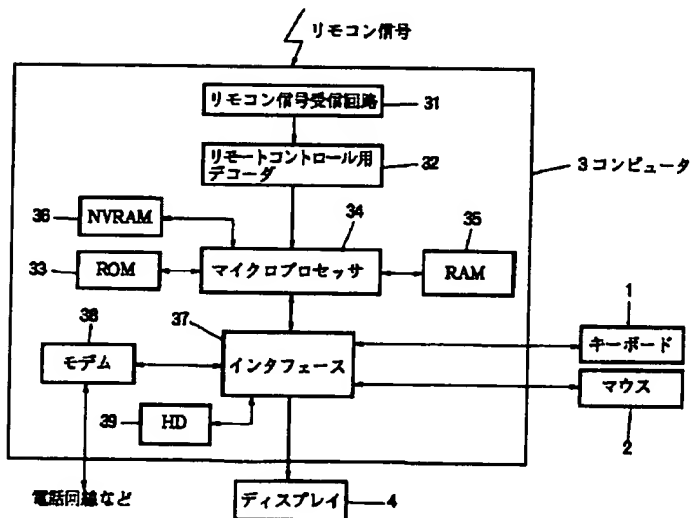 リモコン信号
リモコン信号受信回路
31
リモートコントロール用
デコーダ
32
3コンピュータ
36
NVRAM
34
35
33
ROM
マイクロプロセッサ
RAM
38
37
1
モデム
インタフェース
キーボード
マウス
39
HD
2
電話回線など
ディスプレイ
4